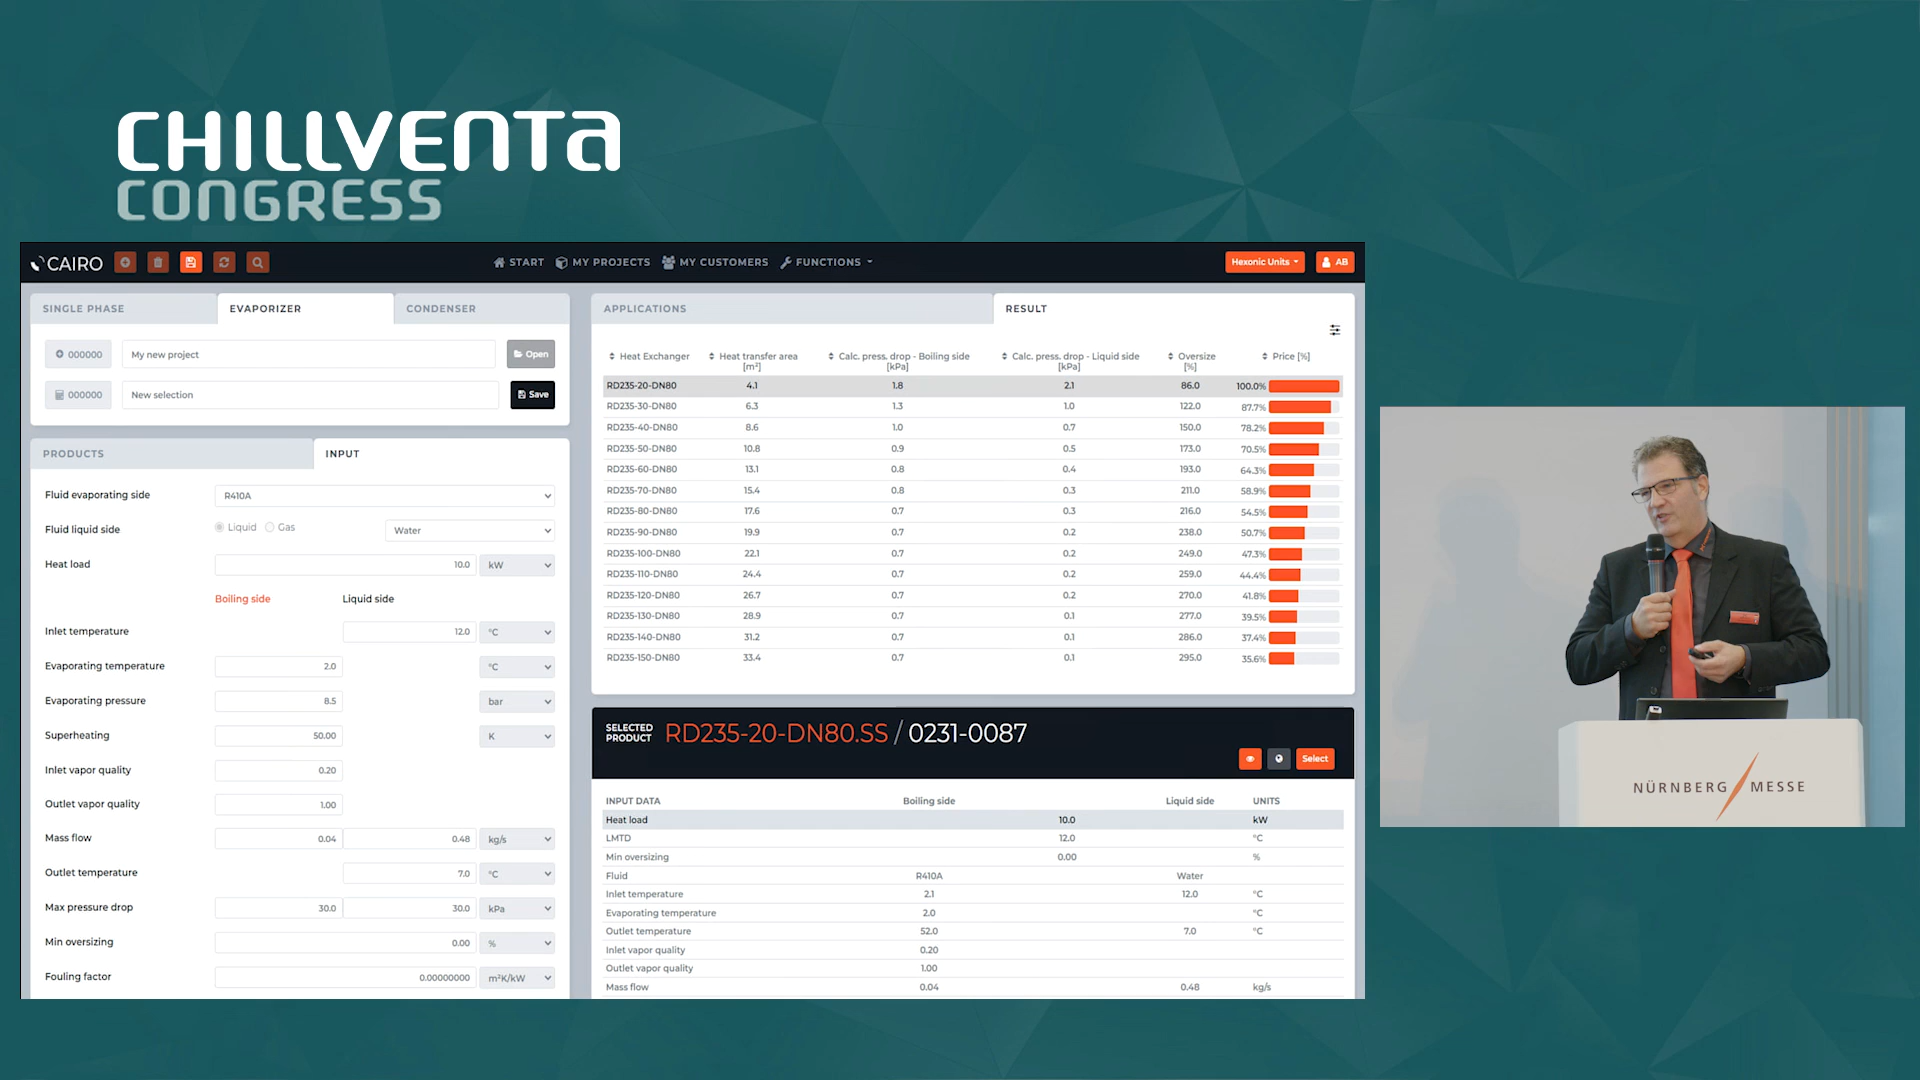 CHILLVENTA
CONGRESS
CAIRO
START
MY PROJECTS
MY CUSTOMERS
FUNCTIONS
Hexonic Units
AB
SINGLE PHASE
EVAPORIZER
CONDENSER
000000
My new project
Open
000000
New selection
Save
PRODUCTS
INPUT
Fluid evaporating side R410A
Fluid liquid side Liquid Gas Water
Heat load 10.0 kW
Boiling side Liquid side
Inlet temperature 12.0 °C
Evaporating temperature 2.0 °C
Evaporating pressure 8.5 bar
Superheating 50.00 K
Inlet vapor quality 0.20
Outlet vapor quality 1.00
Mass flow 0.04 0.48 kg/s
Outlet temperature 7.0 °C
Max pressure drop 30.0 30.0 kPa
Min oversizing 0.00 %
Fouling factor 0.00000000 m²K/kW
APPLICATIONS
RESULT
Heat Exchanger Heat transfer area [m²] Calc. press. drop - Boiling side [kPa] Calc. press. drop - Liquid side [kPa] Oversize [%] Price [%]
RD235-20-DN80 4.1 1.8 2.1 86.0 100.0%
RD235-30-DN80 6.3 1.3 1.0 122.0 87.7%
RD235-40-DN80 8.6 1.0 0.7 150.0 78.2%
RD235-50-DN80 10.8 0.9 0.5 173.0 70.5%
RD235-60-DN80 13.1 0.8 0.4 193.0 64.3%
RD235-70-DN80 15.4 0.8 0.3 211.0 58.9%
RD235-80-DN80 17.6 0.7 0.3 216.0 54.5%
RD235-90-DN80 19.9 0.7 0.2 238.0 50.7%
RD235-100-DN80 22.1 0.7 0.2 249.0 47.3%
RD235-110-DN80 24.4 0.7 0.2 259.0 44.4%
RD235-120-DN80 26.7 0.7 0.2 270.0 41.8%
RD235-130-DN80 28.9 0.7 0.1 277.0 39.5%
RD235-140-DN80 31.2 0.7 0.1 286.0 37.4%
RD235-150-DN80 33.4 0.7 0.1 295.0 35.6%
SELECTED PRODUCT RD235-20-DN80.SS / 0231-0087
Select
INPUT DATA Boiling side Liquid side UNITS
Heat load 10.0 kW
LMTD 12.0 °C
Min oversizing 0.00 %
Fluid R410A Water
Inlet temperature 2.1 12.0 °C
Evaporating temperature 2.0 °C
Outlet temperature 52.0 7.0 °C
Inlet vapor quality 0.20
Outlet vapor quality 1.00
Mass flow 0.04 0.48 kg/s
NÜRNBERG MESSE